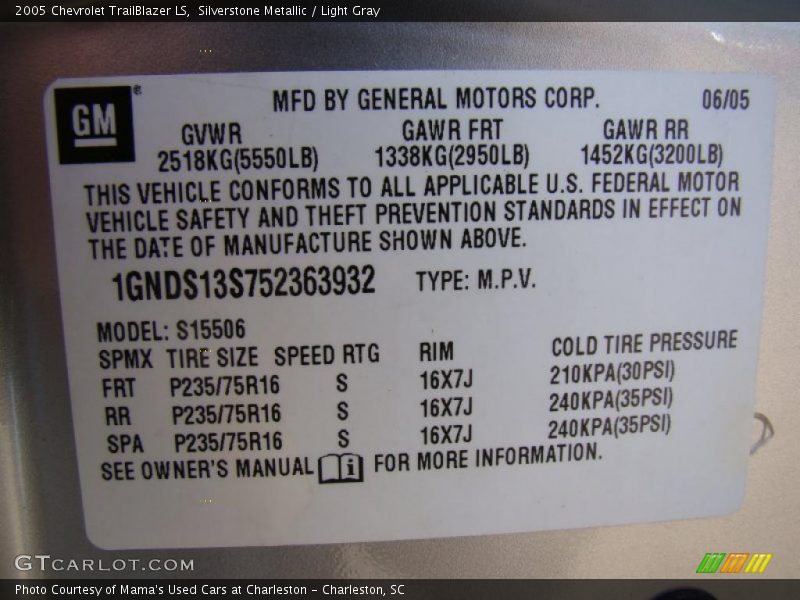 2005 Chevrolet TrailBlazer LS,  Silverstone Metallic / Light Gray
GM ®
MFD BY GENERAL MOTORS CORP. 06/05
GVWR GAWR FRT GAWR RR
2518KG(5550LB) 1338KG(2950LB) 1452KG(3200LB)
THIS VEHICLE CONFORMS TO ALL APPLICABLE U.S. FEDERAL MOTOR
VEHICLE SAFETY AND THEFT PREVENTION STANDARDS IN EFFECT ON
THE DATE OF MANUFACTURE SHOWN ABOVE.
1GNDS13S752363932 TYPE: M.P.V.
MODEL: S15506
SPMX TIRE SIZE SPEED RTG RIM COLD TIRE PRESSURE
FRT P235/75R16 S 16X7J 210KPA(30PSI)
RR P235/75R16 S 16X7J 240KPA(35PSI)
SPA P235/75R16 S 16X7J 240KPA(35PSI)
SEE OWNER'S MANUAL i FOR MORE INFORMATION.
GTCARLOT.COM
Photo Courtesy of Mama's Used Cars at Charleston - Charleston, SC